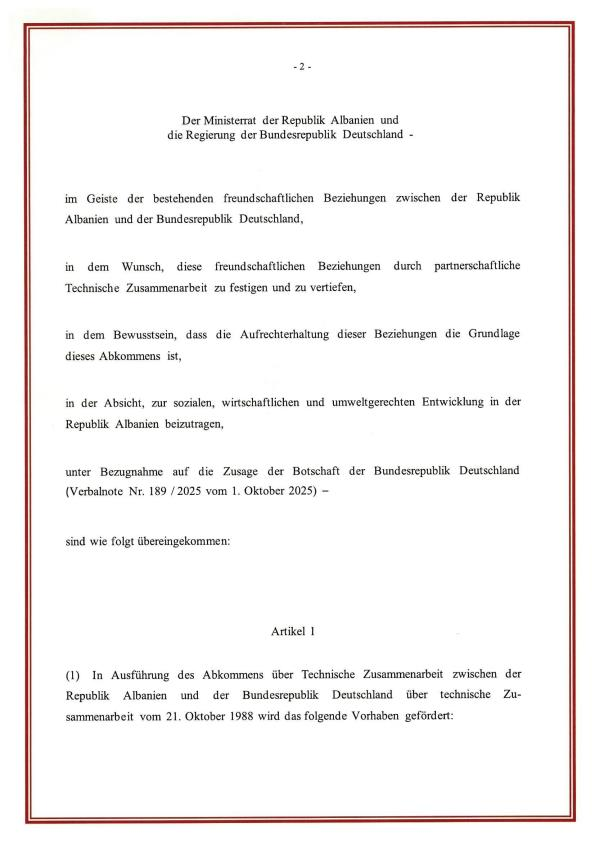 - 2 -
Der Ministerrat der Republik Albanien und
die Regierung der Bundesrepublik Deutschland -
im Geiste der bestehenden freundschaftlichen Beziehungen zwischen der Republik
Albanien und der Bundesrepublik Deutschland,
in dem Wunsch, diese freundschaftlichen Beziehungen durch partnerschaftliche
Technische Zusammenarbeit zu festigen und zu vertiefen,
in dem Bewusstsein, dass die Aufrechterhaltung dieser Beziehungen die Grundlage
dieses Abkommens ist,
in der Absicht, zur sozialen, wirtschaftlichen und umweltgerechten Entwicklung in der
Republik Albanien beizutragen,
unter Bezugnahme auf die Zusage der Botschaft der Bundesrepublik Deutschland
(Verbalnote Nr. 189 / 2025 vom 1. Oktober 2025) –
sind wie folgt übereingekommen:
Artikel 1
(1) In Ausführung des Abkommens über Technische Zusammenarbeit zwischen der
Republik Albanien und der Bundesrepublik Deutschland über technische Zu-
sammenarbeit vom 21. Oktober 1988 wird das folgende Vorhaben gefördert: